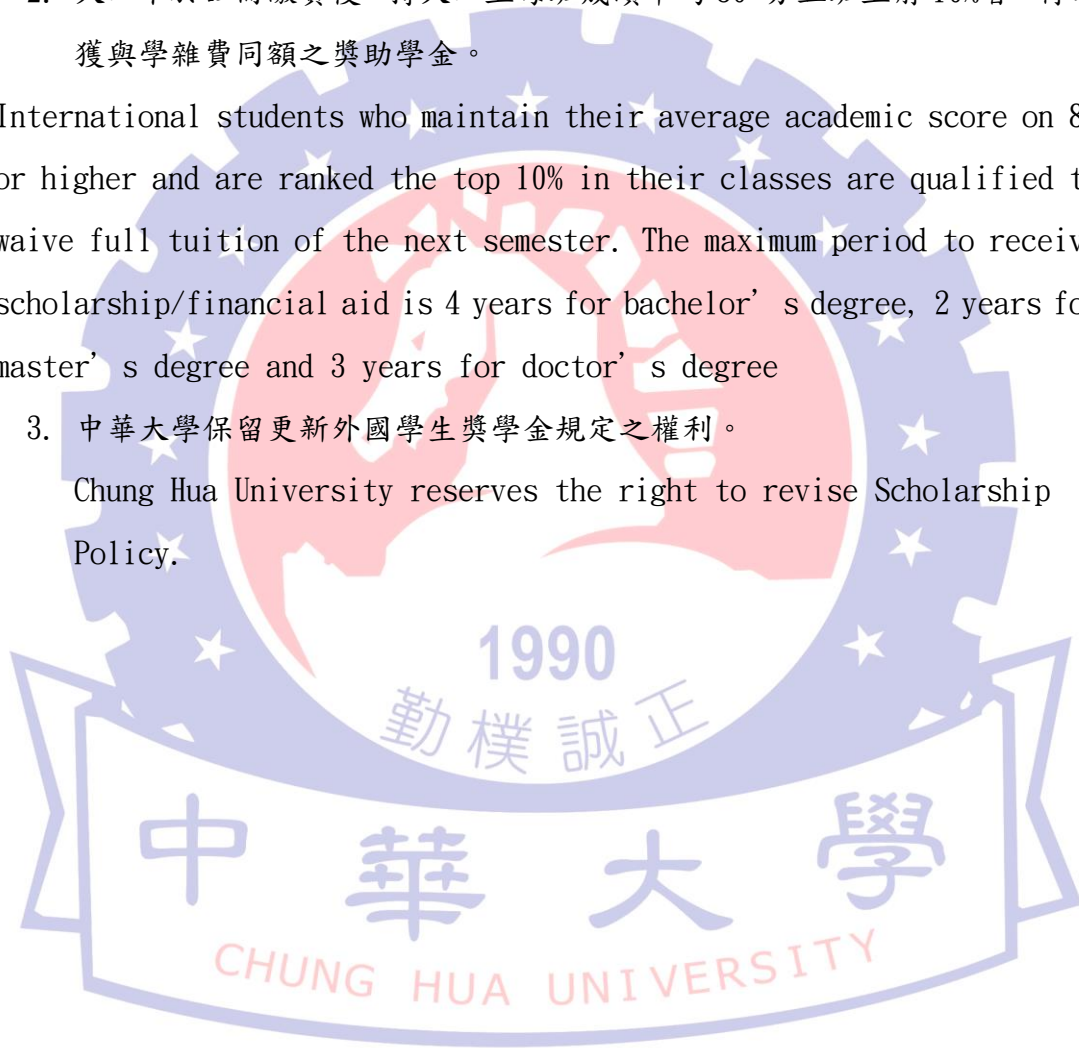 獲與學雜費同額之獎助學金。
International students who maintain their average academic score on 8
or higher and are ranked the top 10% in their classes are qualified t
waive full tuition of the next semester. The maximum period to receiv
scholarship/financial aid is 4 years for bachelor's degree, 2 years fo
master's degree and 3 years for doctor's degree
3. 中華大學保留更新外國學生獎學金規定之權利。
Chung Hua University reserves the right to revise Scholarship
Policy.
1990
勤樸誠正
中華大學
CHUNG HUA UNIVERSITY